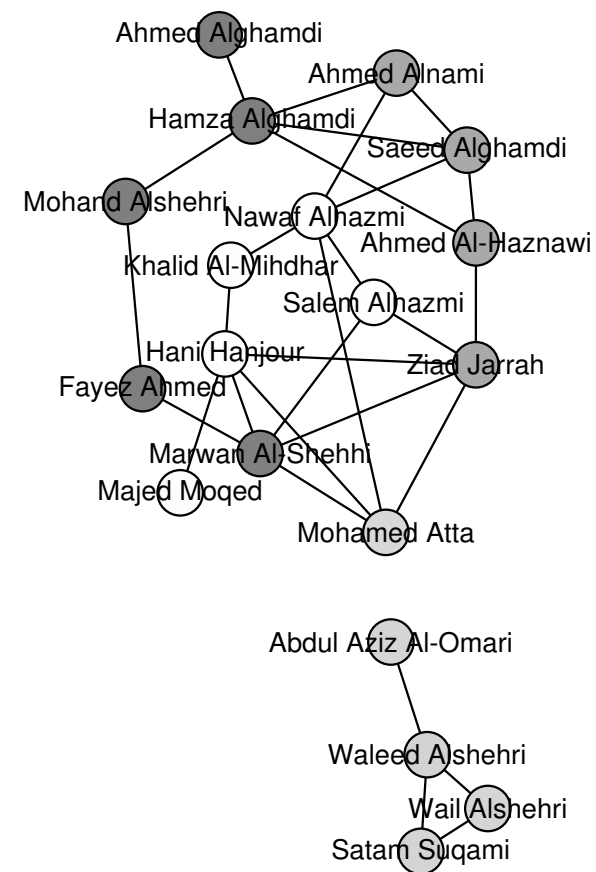 Ahmed Alghamdi
Ahmed Alnami
Hamza Alghamdi
Saeed Alghamdi
Mohand Alshehri
Nawaf Alhazmi
Ahmed Al-Haznawi
Khalid Al-Mihdhar
Salem Alhazmi
Hani Hanjour
Ziad Jarrah
Fayez Ahmed
Marwan Al-Shehhi
Majed Moqed
Mohamed Atta
Abdul Aziz Al-Omari
Waleed Alshehri
Wail Alshehri
Satam Suqami